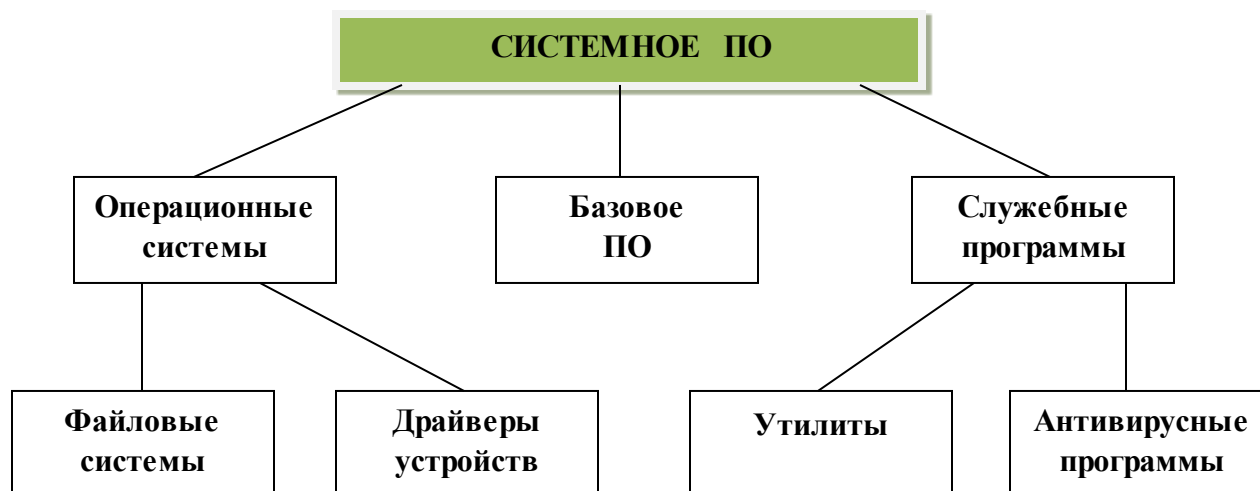 СИСТЕМНОЕ ПО
Операционные
системы
Базовое
ПО
Служебные
программы
Файловые
системы
Драйверы
устройств
Утилиты
Антивирусные
программы